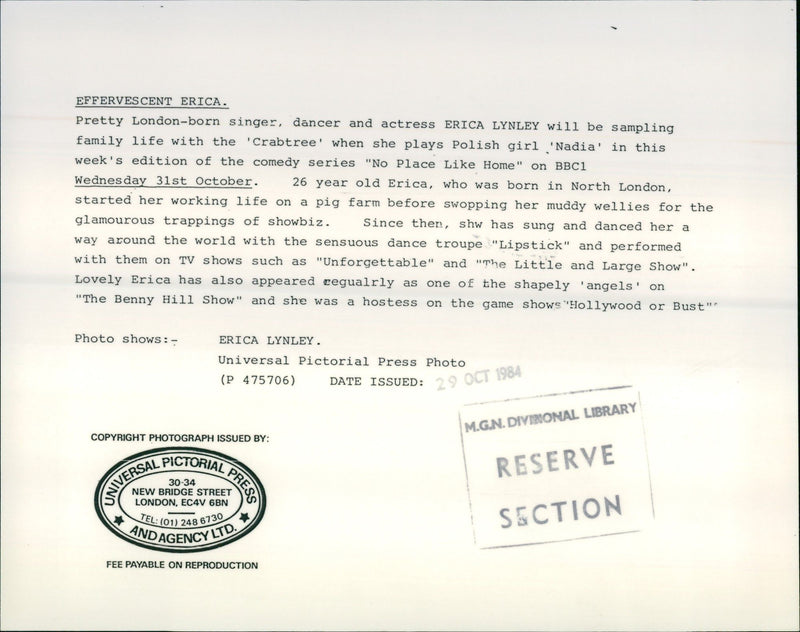 EFFERVESCENT ERICA.
Pretty London-born singer, dancer and actress ERICA LYNLEY will be sampling
family life with the 'Crabtree' when she plays Polish girl 'Nadia' in this
week's edition of the comedy series "No Place Like Home" on BBC1
Wednesday 31st October. 26 year old Erica, who was born in North London,
started her working life on a pig farm before swopping her muddy wellies for the
glamourous trappings of showbiz. Since then, shw has sung and danced her a
way around the world with the sensuous dance troupe "Lipstick" and performed
with them on TV shows such as "Unforgettable" and "The Little and Large Show".
Lovely Erica has also appeared regualrly as one of the shapely 'angels' on
"The Benny Hill Show" and she was a hostess on the game shows"Hollywood or Bust""
Photo shows:- ERICA LYNLEY.
Universal Pictorial Press Photo
(P 475706) DATE ISSUED: 29 OCT 1984
M.G.N. DIVISIONAL LIBRARY
RESERVE
SECTION
COPYRIGHT PHOTOGRAPH ISSUED BY:
UNIVERSAL PICTORIAL PRESS
30-34
NEW BRIDGE STREET
LONDON, EC4V 6BN
TEL: (01) 248 6730
AND AGENCY LTD.
FEE PAYABLE ON REPRODUCTION